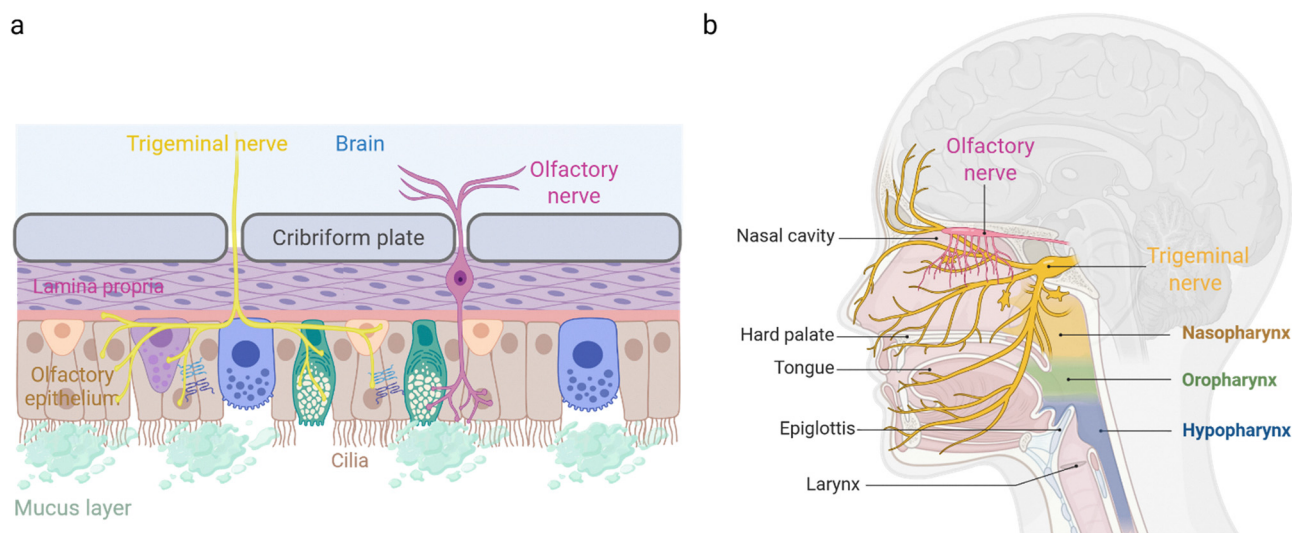 a
Trigeminal nerve
Brain
Olfactory
nerve
Cribriform plate
Lamina propria
Olfactory
epithelium
Cilia
Mucus layer
b
Olfactory
nerve
Nasal cavity
Trigeminal
nerve
Hard palate
Nasopharynx
Tongue
Oropharynx
Epiglottis
Hypopharynx
Larynx